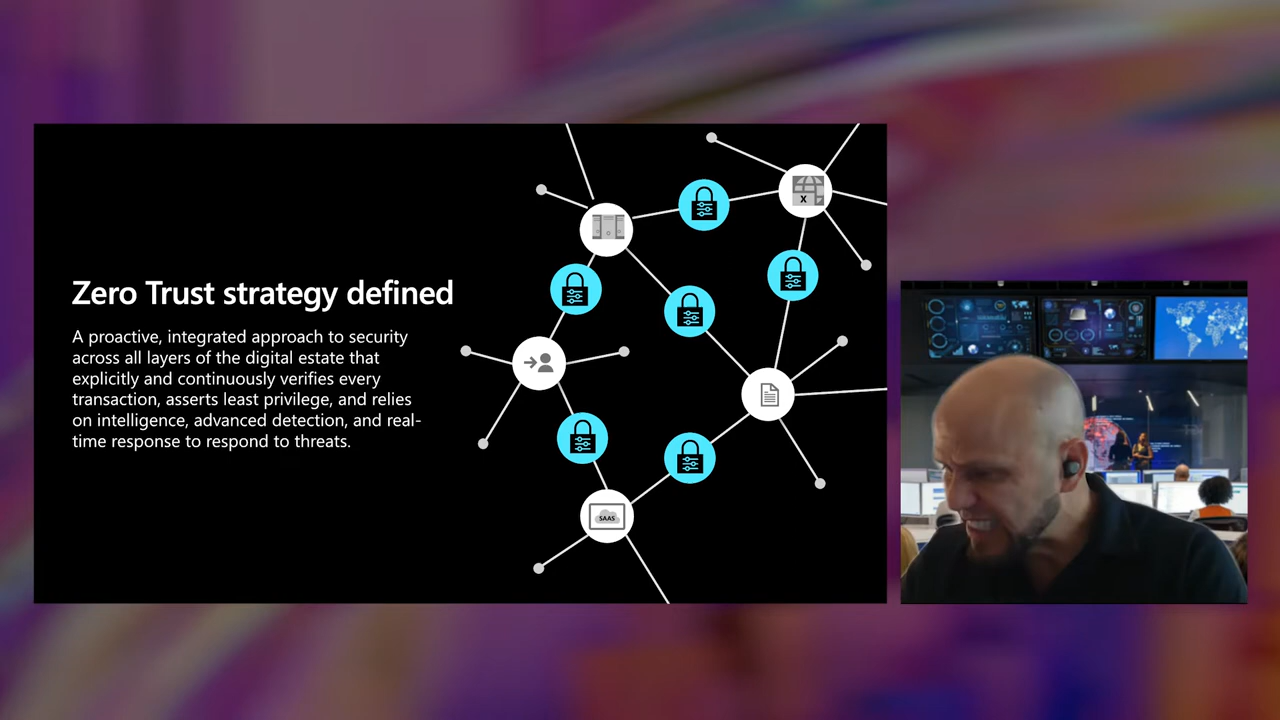 Zero Trust strategy defined
A proactive, integrated approach to security
across all layers of the digital estate that
explicitly and continuously verifies every
transaction, asserts least privilege, and relies
on intelligence, advanced detection, and real-
time response to respond to threats.
X
SAAS